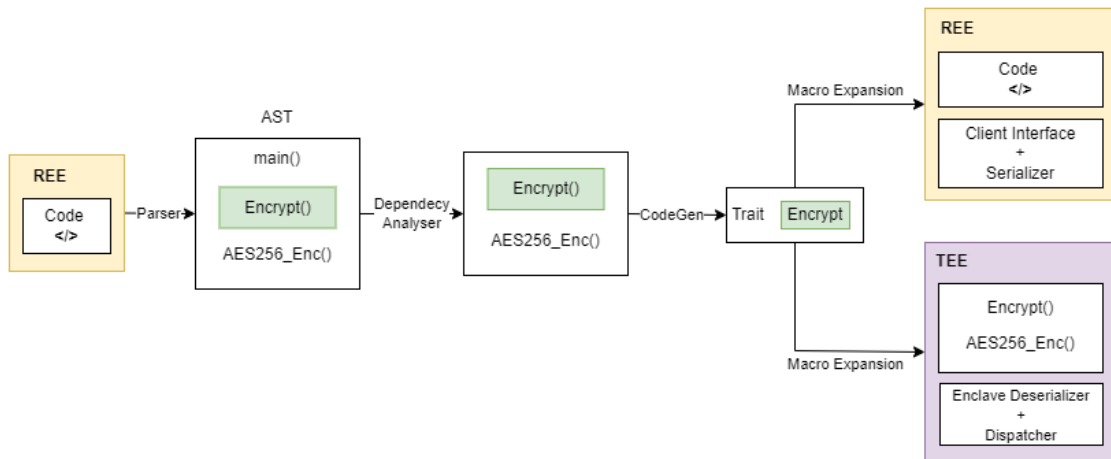 REE
Code
</>
Parser
AST
main()
Encrypt()
AES256_Enc()
Dependecy
Analyser
Encrypt()
AES256_Enc()
CodeGen
Trait
Encrypt
Macro Expansion
REE
Code
</>
Client Interface
+
Serializer
Macro Expansion
TEE
Encrypt()
AES256_Enc()
Enclave Deserializer
+
Dispatcher